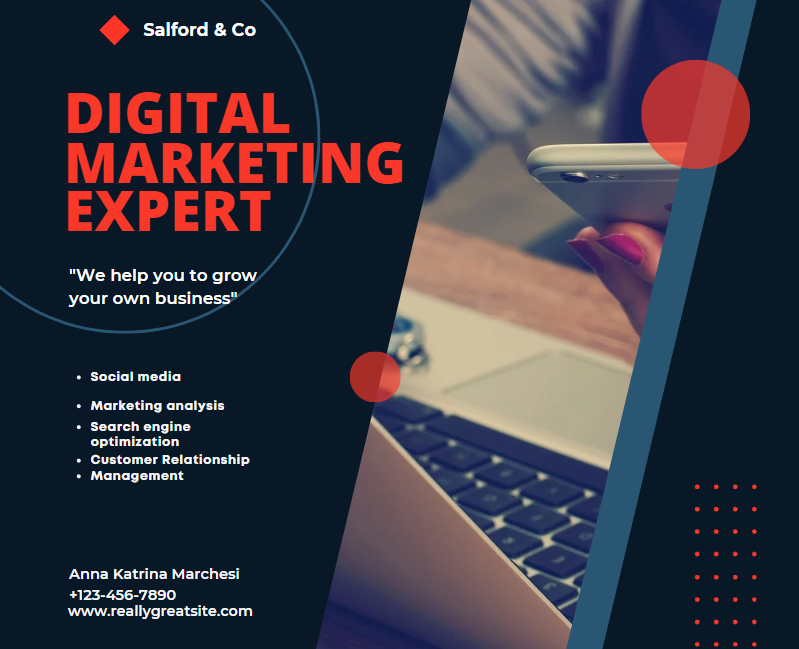 Salford & Co
DIGITAL
MARKETING
EXPERT
"We help you to grow
your own business"
• Social media
• Marketing analysis
• Search engine
optimization
• Customer Relationship
• Management
Anna Katrina Marchesi
+123-456-7890
www.reallygreatsite.com